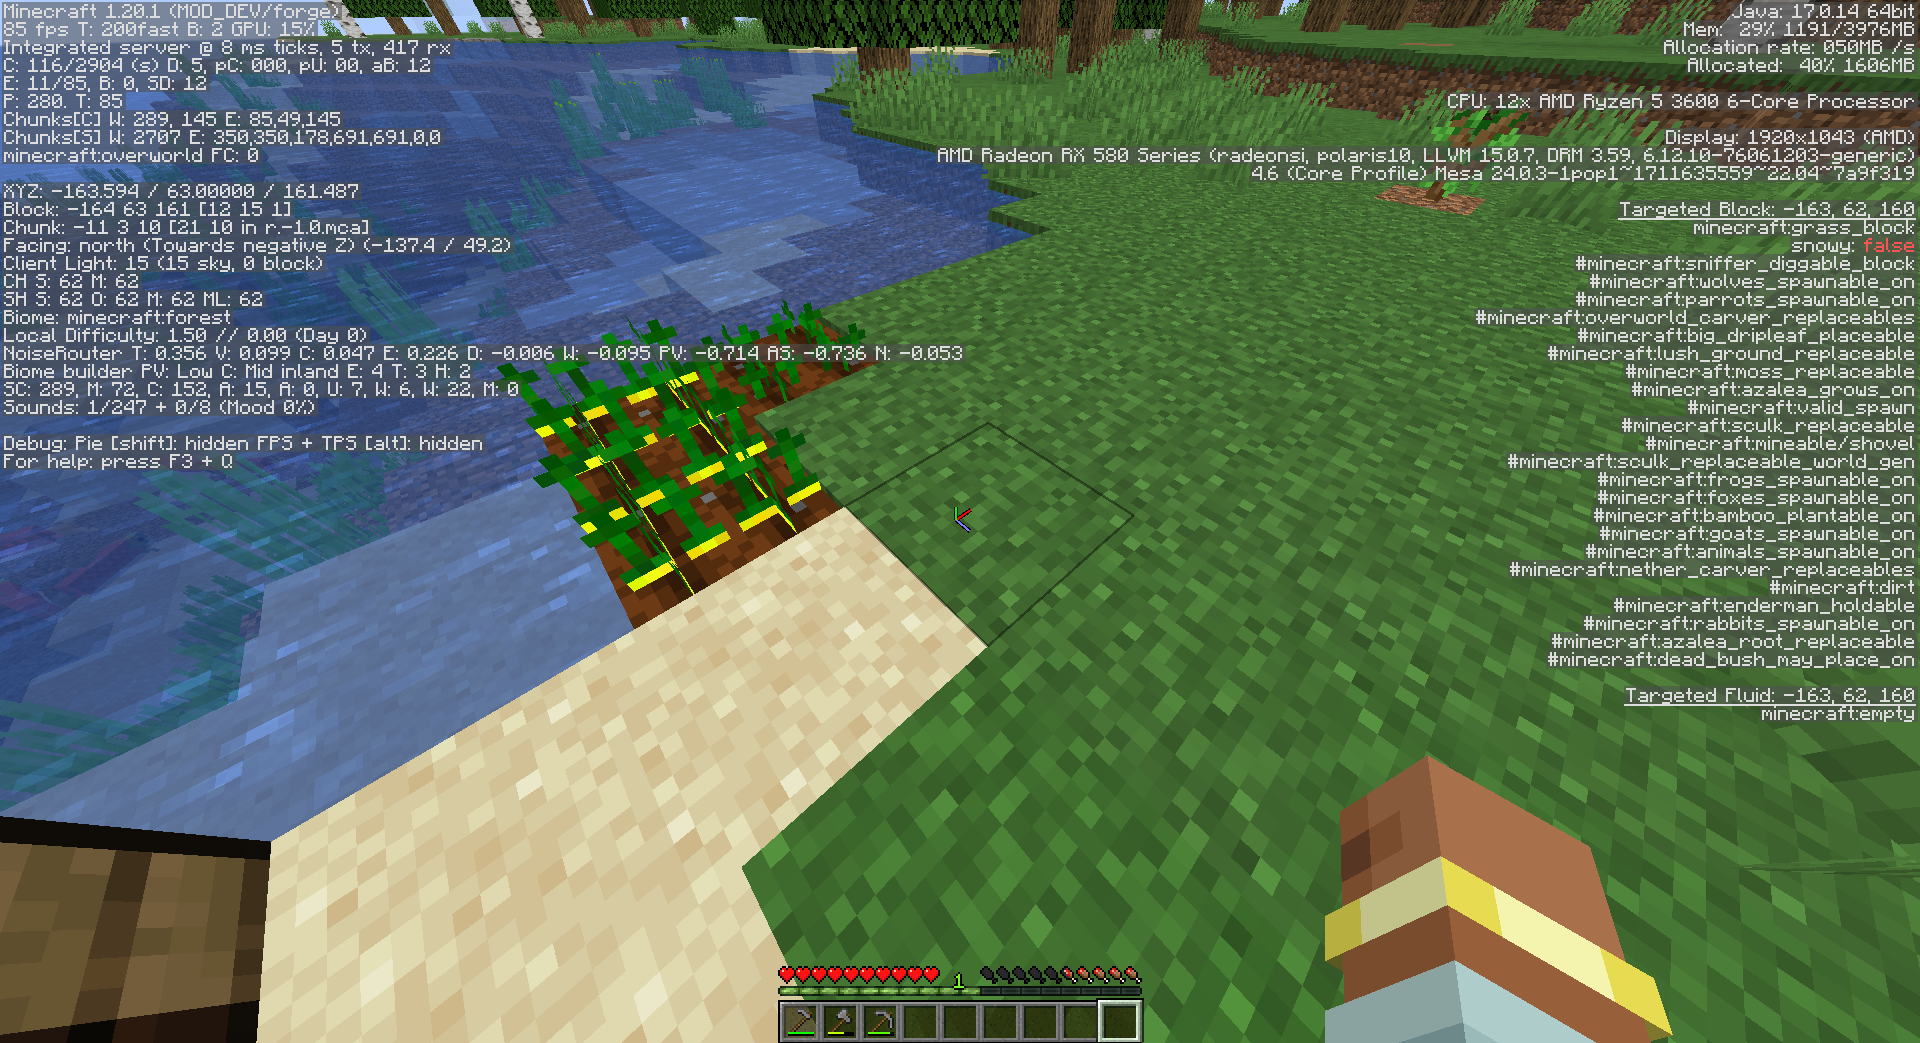 Minecraft 1.20.1 (MOD_DEV/forge)
85 fps T: 200fast B: 2 GPU: 15%
Integrated server @ 8 ms ticks, 5 tx, 417 rx
C: 116/2904 (s) D: 5, pC: 000, pU: 00, aB: 12
E: 11/85, B: 0, SD: 12
P: 280. T: 85
Chunks[C] W: 289, 145 E: 85,49,145
Chunks[S] W: 2707 E: 350,350,178,691,691,0,0
minecraft:overworld FC: 0
XYZ: -163.594 / 63.00000 / 161.487
Block: -164 63 161 [12 15 1]
Chunk: -11 3 10 [21 10 in r.-1.0.mca]
Facing: north (Towards negative Z) (-137.4 / 49.2)
Client Light: 15 (15 sky, 0 block)
CH S: 62 M: 62
SH S: 62 O: 62 M: 62 ML: 62
Biome: minecraft:forest
Local Difficulty: 1.50 // 0.00 (Day 0)
NoiseRouter T: 0.356 V: 0.099 C: 0.047 E: 0.226 D: -0.006 W: -0.095 PV: -0.714 AS: -0.736 N: -0.053
Biome builder PV: Low C: Mid inland E: 4 T: 3 H: 2
SC: 289, M: 72, C: 152, A: 15, A: 0, U: 7, W: 6, W: 22, M: 0
Sounds: 1/247 + 0/8 (Mood 0%)
Debug: Pie [shift]: hidden FPS + TPS [alt]: hidden
For help: press F3 + Q
Java: 17.0.14 64bit
Mem: 29% 1191/3976MB
Allocation rate: 050MB /s
Allocated: 40% 1606MB
CPU: 12x AMD Ryzen 5 3600 6-Core Processor
Display: 1920x1043 (AMD)
AMD Radeon RX 580 Series (radeonsi, polaris10, LLVM 15.0.7, DRM 3.59, 6.12.10-76061203-generic)
4.6 (Core Profile) Mesa 24.0.3-1pop1~1711635559~22.04~7a9f319
Targeted Block: -163, 62, 160
minecraft:grass_block
snowy: false
#minecraft:sniffer_diggable_block
#minecraft:wolves_spawnable_on
#minecraft:parrots_spawnable_on
#minecraft:overworld_carver_replaceables
#minecraft:big_dripleaf_placeable
#minecraft:lush_ground_replaceable
#minecraft:moss_replaceable
#minecraft:azalea_grows_on
#minecraft:valid_spawn
#minecraft:sculk_replaceable
#minecraft:mineable/shovel
#minecraft:sculk_replaceable_world_gen
#minecraft:frogs_spawnable_on
#minecraft:foxes_spawnable_on
#minecraft:bamboo_plantable_on
#minecraft:goats_spawnable_on
#minecraft:animals_spawnable_on
#minecraft:nether_carver_replaceables
#minecraft:dirt
#minecraft:enderman_holdable
#minecraft:rabbits_spawnable_on
#minecraft:azalea_root_replaceable
#minecraft:dead_bush_may_place_on
Targeted Fluid: -163, 62, 160
minecraft:empty
1